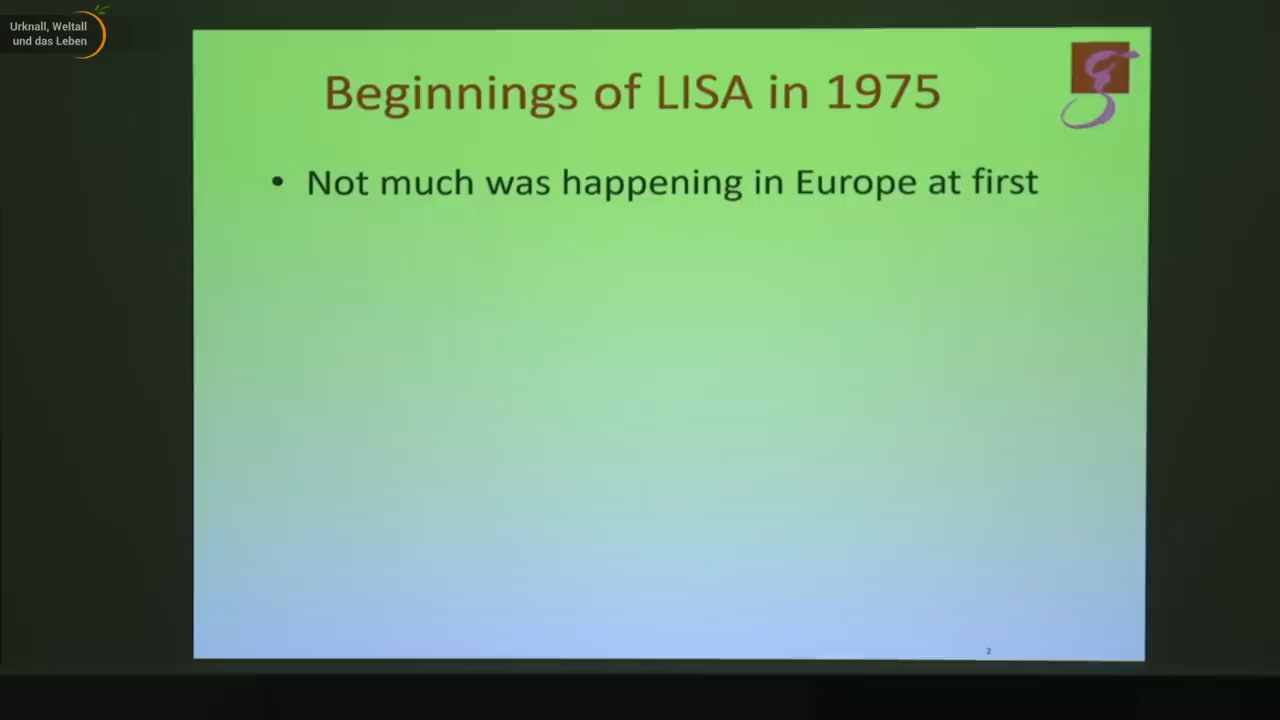 Urknall, Weltall
und das Leben
Beginnings of LISA in 1975
• Not much was happening in Europe at first
2